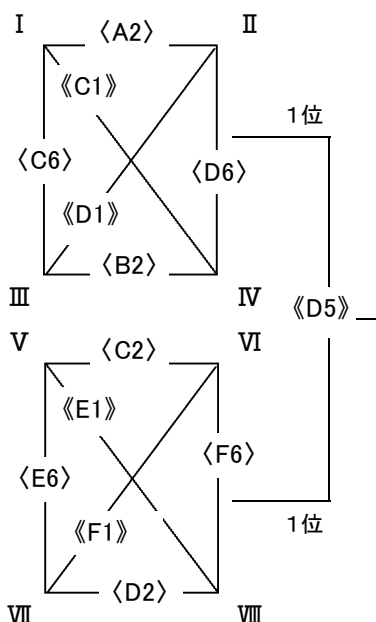 Ⅰ 〈A2〉 Ⅱ
《C1》
1位
〈C6〉 〈D6〉
《D1》
〈B2〉
Ⅲ Ⅳ
《D5》
Ⅴ 〈C2〉 Ⅵ
《E1》
〈F6〉
〈E6〉
《F1》
1位
〈D2〉
Ⅶ Ⅷ